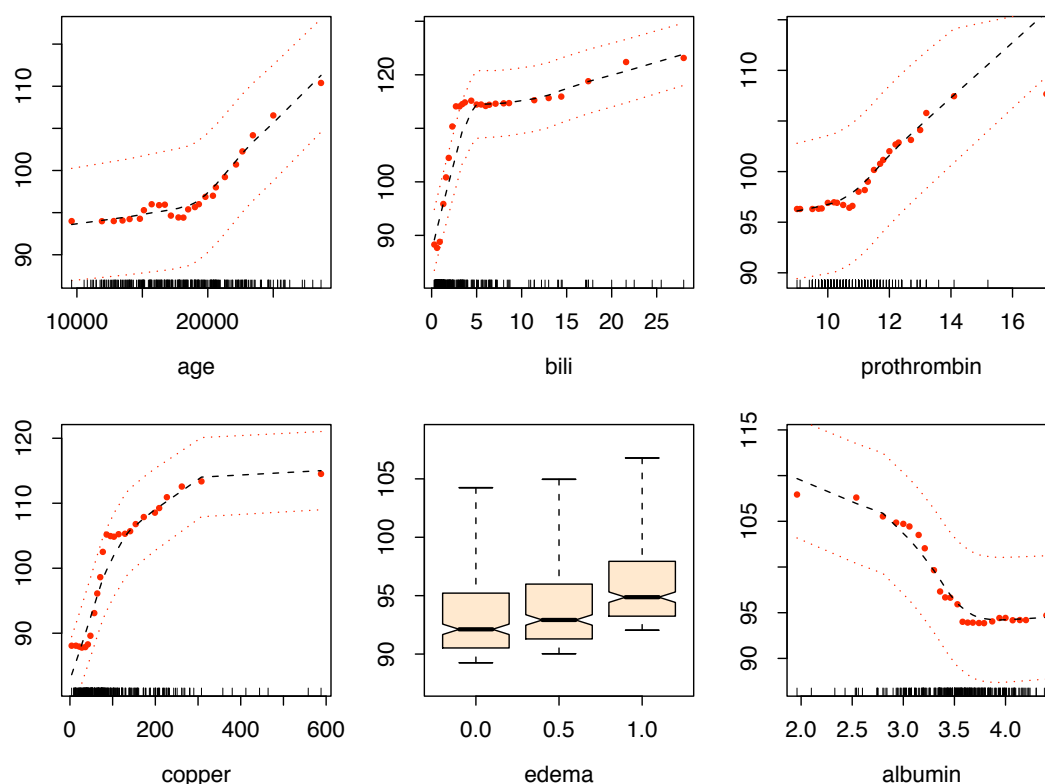 90 100 110
10000 20000
age
90 100 120
0 5 10 15 20 25
bili
90 95 100 105 110
10 12 14 16
prothrombin
90 100 110 120
0 200 400 600
copper
90 95 105
0.0 0.5 1.0
edema
90 95 105 115
2.0 2.5 3.0 3.5 4.0
albumin